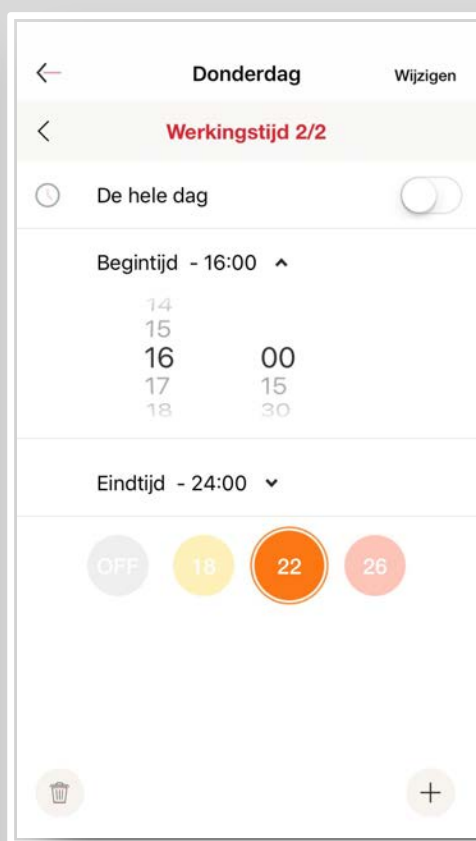 Donderdag Wijzigen
Werkingstijd 2/2
De hele dag
Begintijd - 16:00
14
15
16 00
17 15
18 30
Eindtijd - 24:00
OFF 18 22 26